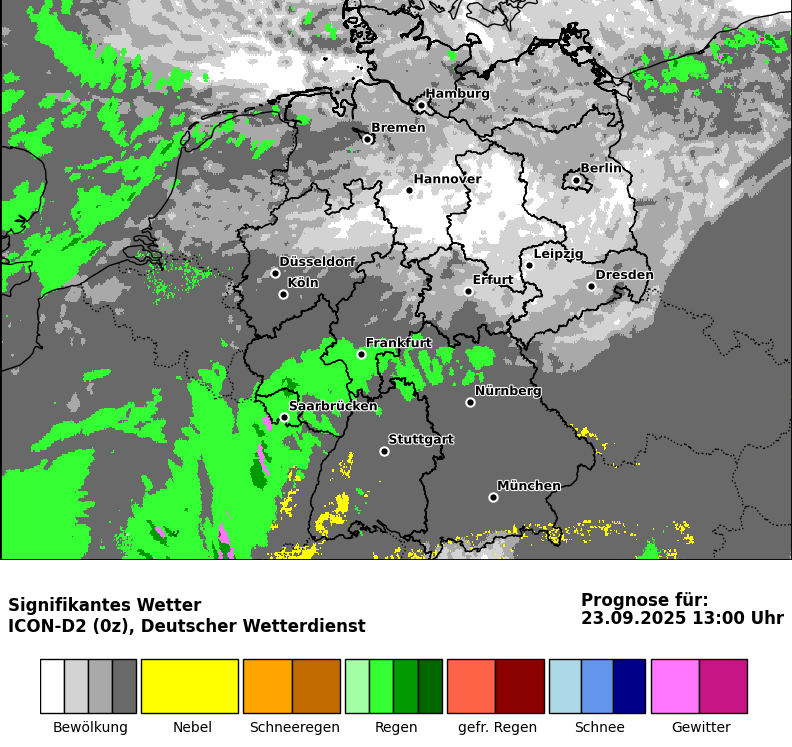 Hamburg
Bremen
Berlin
Hannover
Leipzig
Düsseldorf
Dresden
Köln
Erfurt
Frankfurt
Nürnberg
Saarbrücken
Stuttgart
München
Signifikantes Wetter
ICON-D2 (0z), Deutscher Wetterdienst
Prognose für:
23.09.2025 13:00 Uhr
Bewölkung
Nebel
Schneeregen
Regen
gefr. Regen
Schnee
Gewitter